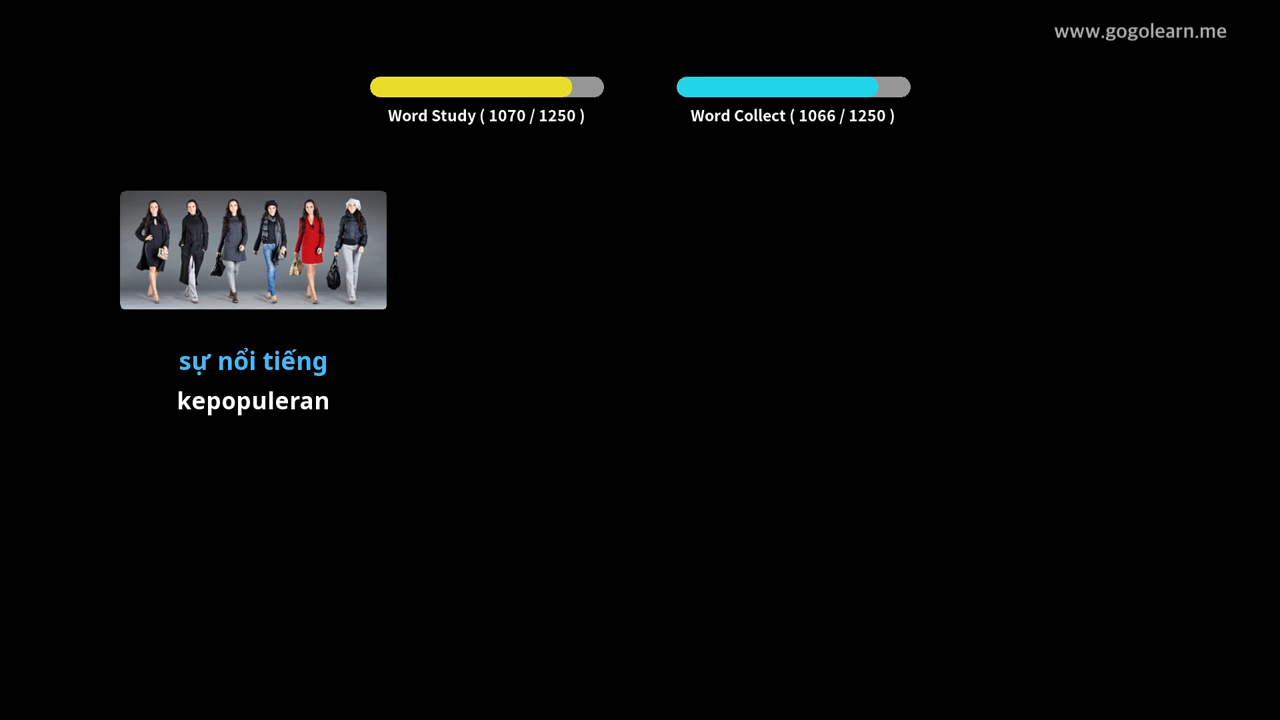 www.gogolearn.me
Word Study ( 1070 / 1250 )
Word Collect ( 1066 / 1250 )
sự nổi tiếng
kepopuleran